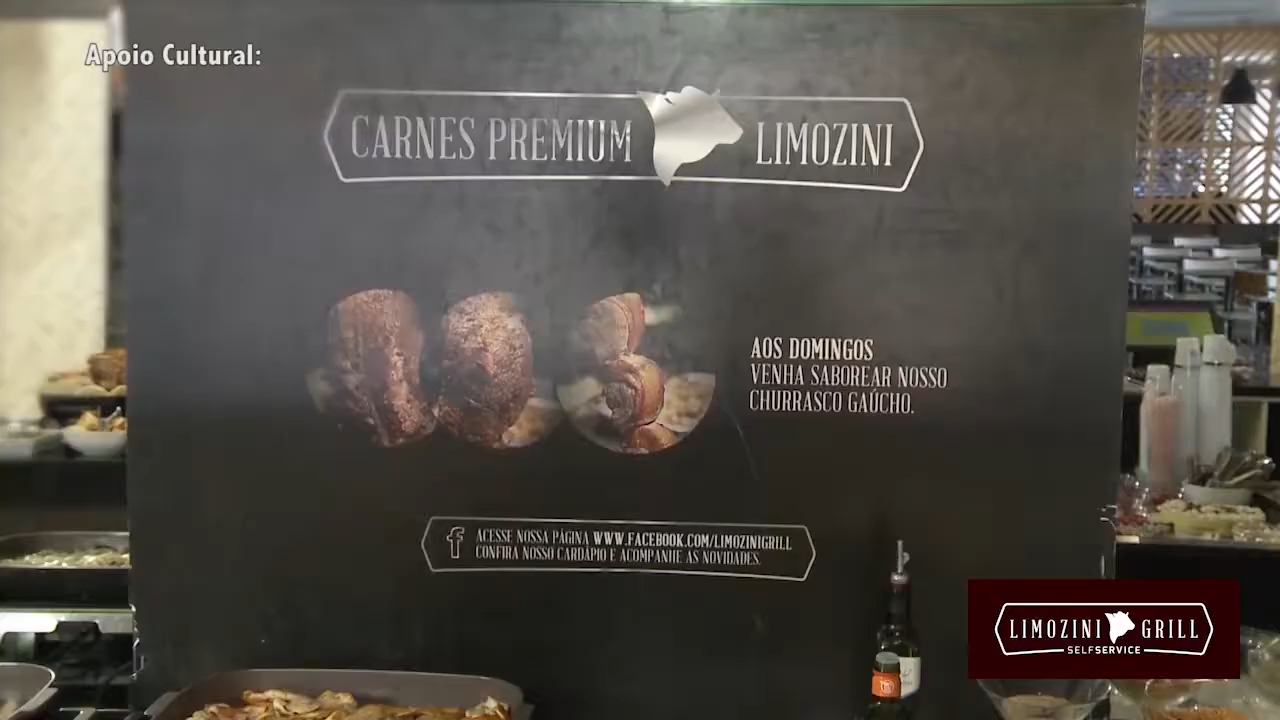 Apoio Cultural:
CARNES PREMIUM LIMOZINI
AOS DOMINGOS
VENHA SABOREAR NOSSO
CHURRASCO GAÚCHO.
f
ACESSE NOSSA PÁGINA WWW.FACEBOOK.COM/LIMOZINIGRILL
CONFIRA NOSSO CARDÁPIO E ACOMPANHE AS NOVIDADES.
LIMOZINI GRILL
SELFSERVICE